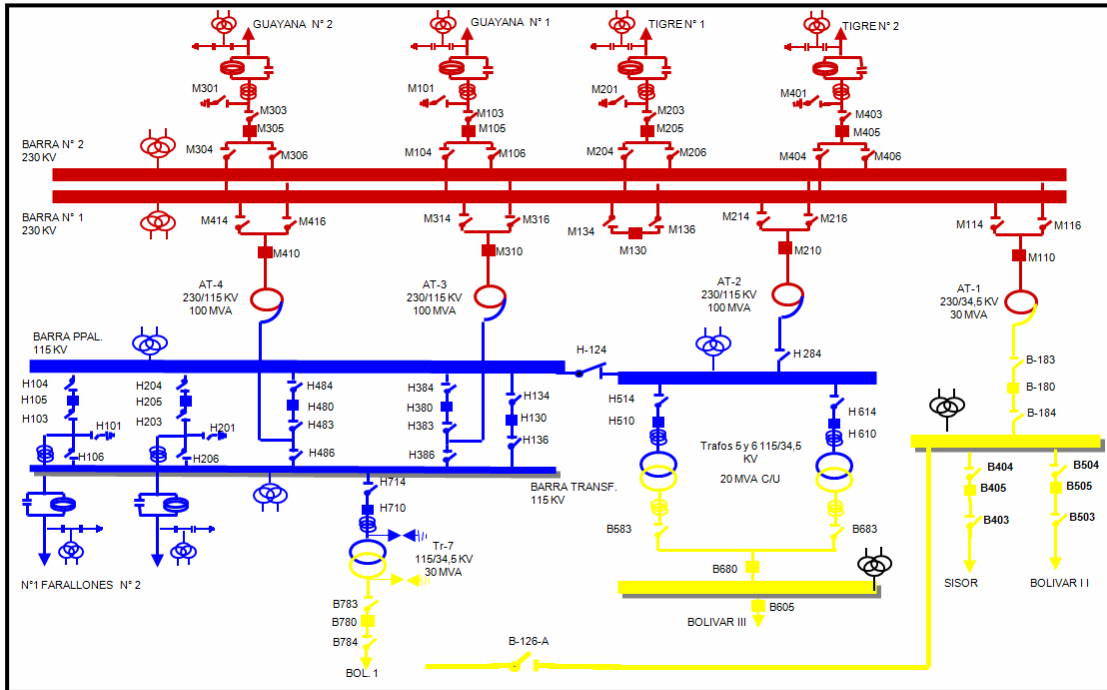 GUAYANA N° 2
GUAYANA N° 1
TIGRE N° 1
TIGRE N° 2
M301
M101
M201
M401
M303
M103
M203
M403
M305
M105
M205
M405
BARRA N° 2
230 KV
M304
M306
M104
M106
M204
M206
M404
M406
BARRA N° 1
230 KV
M414
M416
M314
M316
M134
M136
M214
M216
M114
M116
M410
M310
M130
M210
M110
AT-4
230/115 KV
100 MVA
AT-3
230/115 KV
100 MVA
AT-2
230/115 KV
100 MVA
AT-1
230/34,5 KV
30 MVA
BARRA PPAL.
115 KV
H-124
H 284
B-183
B-180
B-184
H104
H105
H103
H101
H106
H204
H205
H203
H201
H206
H484
H480
H483
H486
H384
H380
H383
H386
H134
H130
H136
H514
H510
H 614
H 610
Trafos 5 y 6 115/34,5
KV
20 MVA C/U
BARRA TRANSF.
115 KV
H714
H710
Tr-7
115/34,5 KV
30 MVA
B583
B683
B404
B405
B403
B504
B505
B503
N°1 FARALLONES N° 2
B680
SISOR
BOLIVAR I I
B783
B780
B784
B605
BOLIVAR III
B-126-A
BOL. 1